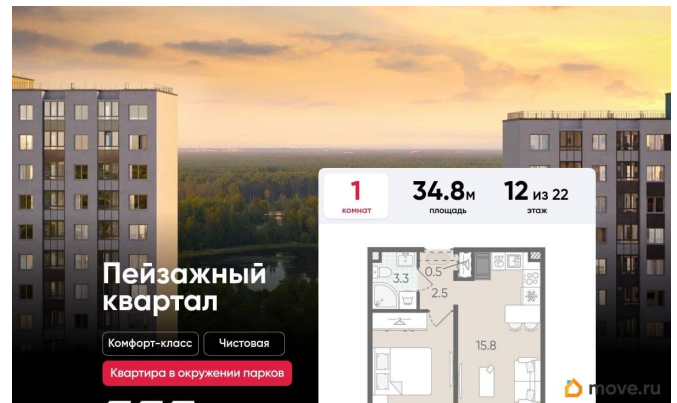 1
комнат
34.8м
площадь
12 из 22
этаж
Пейзажный
квартал
Комфорт-класс
Чистовая
Квартира в окружении парков
3.3
0.5
2.5
15.8
move.ru